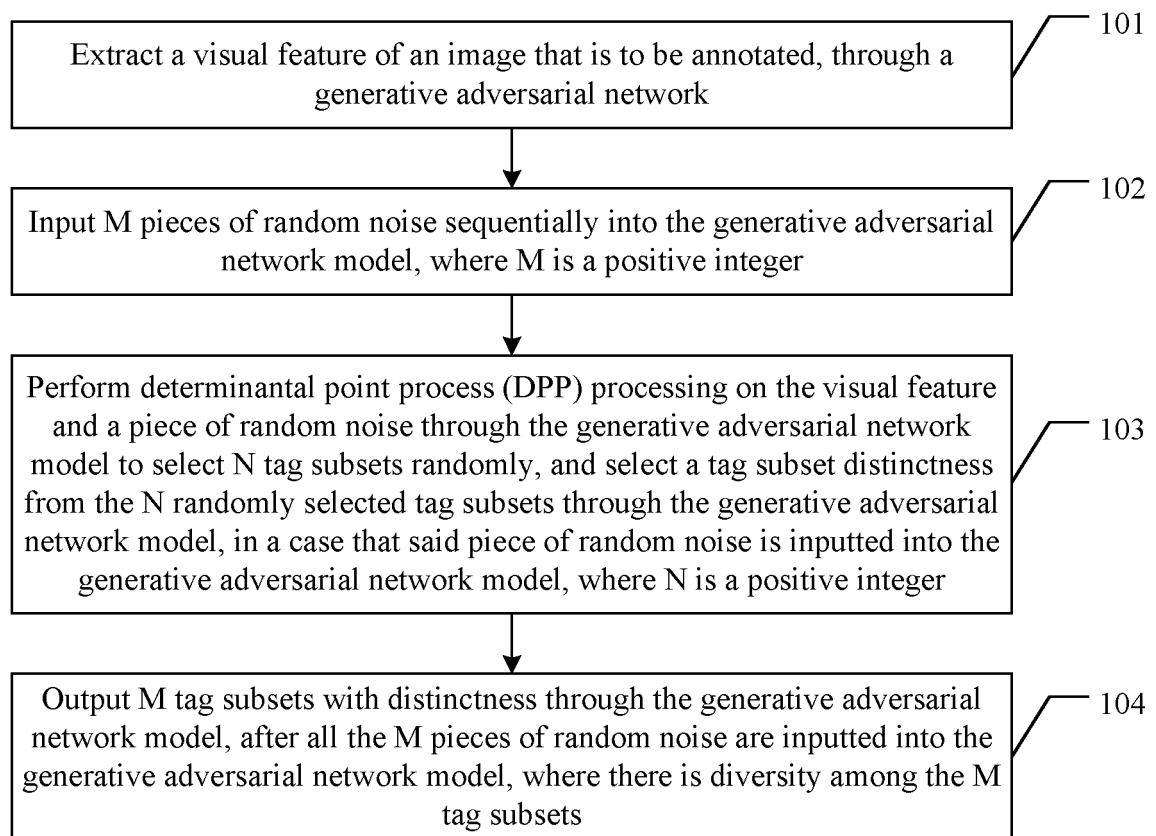 Extract a visual feature of an image that is to be annotated, through a
generative adversarial network
101
Input M pieces of random noise sequentially into the generative adversarial
network model, where M is a positive integer
102
Perform determinantal point process (DPP) processing on the visual feature
and a piece of random noise through the generative adversarial network
model to select N tag subsets randomly, and select a tag subset distinctness
from the N randomly selected tag subsets through the generative adversarial
network model, in a case that said piece of random noise is inputted into the
generative adversarial network model, where N is a positive integer
103
Output M tag subsets with distinctness through the generative adversarial
network model, after all the M pieces of random noise are inputted into the
generative adversarial network model, where there is diversity among the M
tag subsets
104